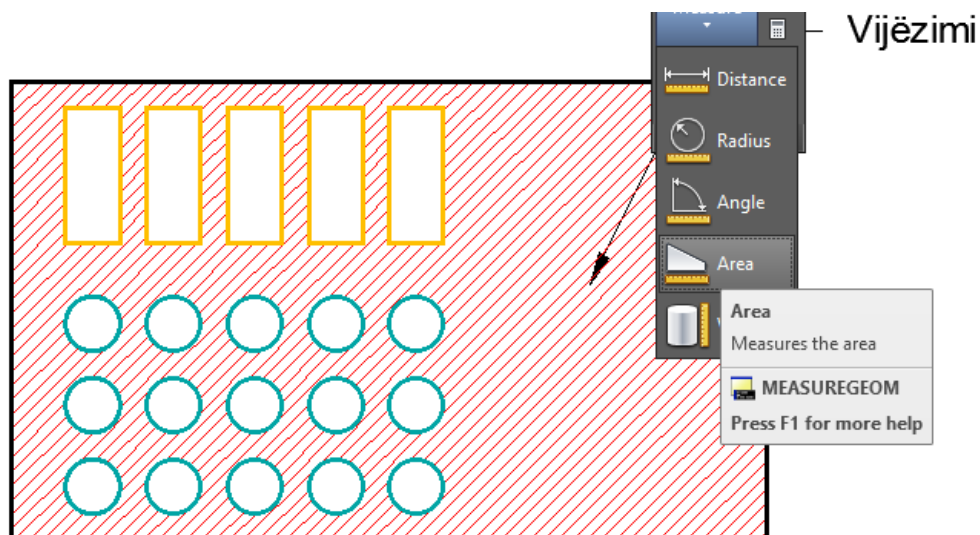 Vijëzimi
Distance
Radius
Angle
Area
Area
Measures the area
MEASUREGEOM
Press F1 for more help